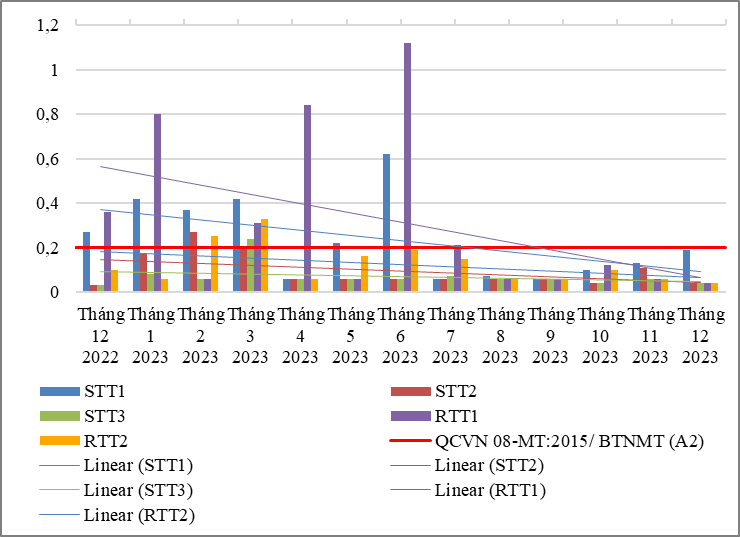 1,2
1
0,8
0,6
0,4
0,2
0
Tháng 12 2022
Tháng 1 2023
Tháng 2 2023
Tháng 3 2023
Tháng 4 2023
Tháng 5 2023
Tháng 6 2023
Tháng 7 2023
Tháng 8 2023
Tháng 9 2023
Tháng 10 2023
Tháng 11 2023
Tháng 12 2023
STT1
STT2
STT3
RTT1
RTT2
QCVN 08-MT:2015/ BTNMT (A2)
Linear (STT1)
Linear (STT2)
Linear (STT3)
Linear (RTT1)
Linear (RTT2)